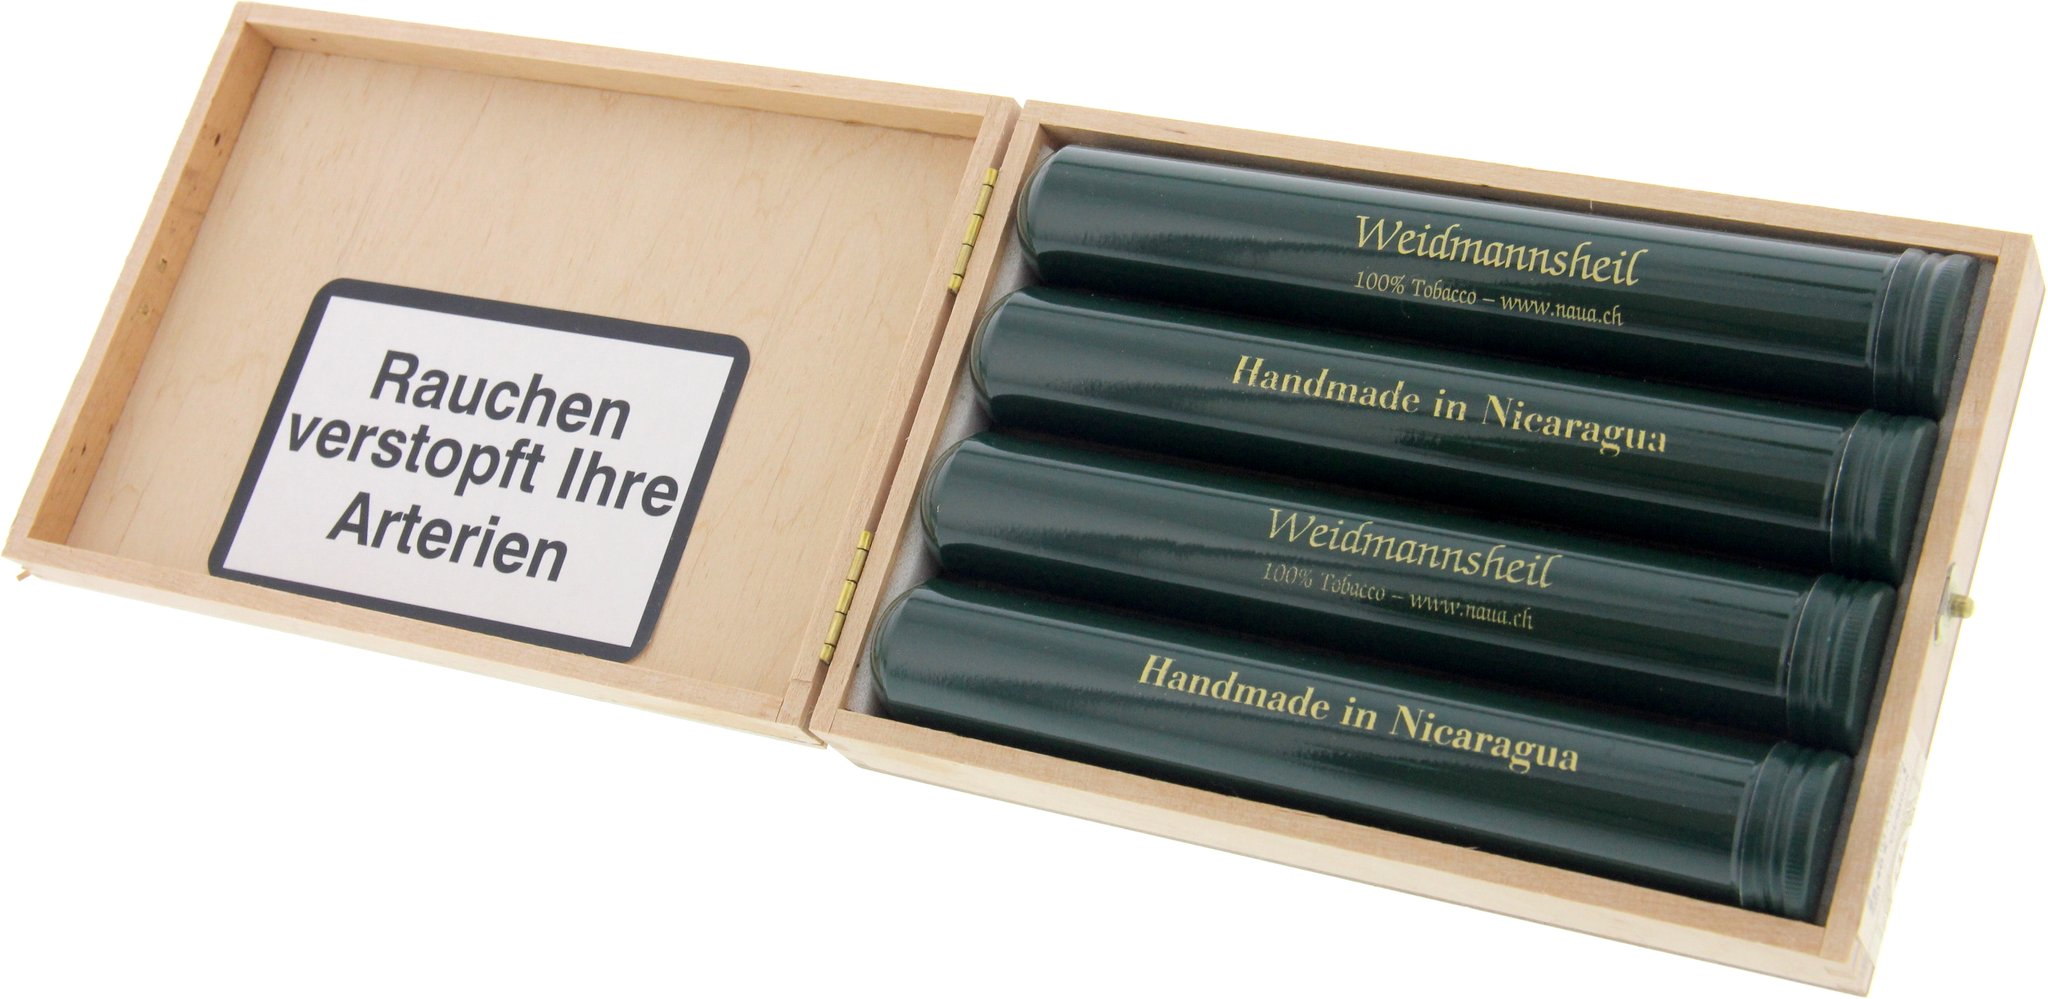 Rauchen
verstopft Ihre
Arterien
Weidmannsheil
100% Tobacco – www.naua.ch
Handmade in Nicaragua
Weidmannsheil
100% Tobacco – www.naua.ch
Handmade in Nicaragua